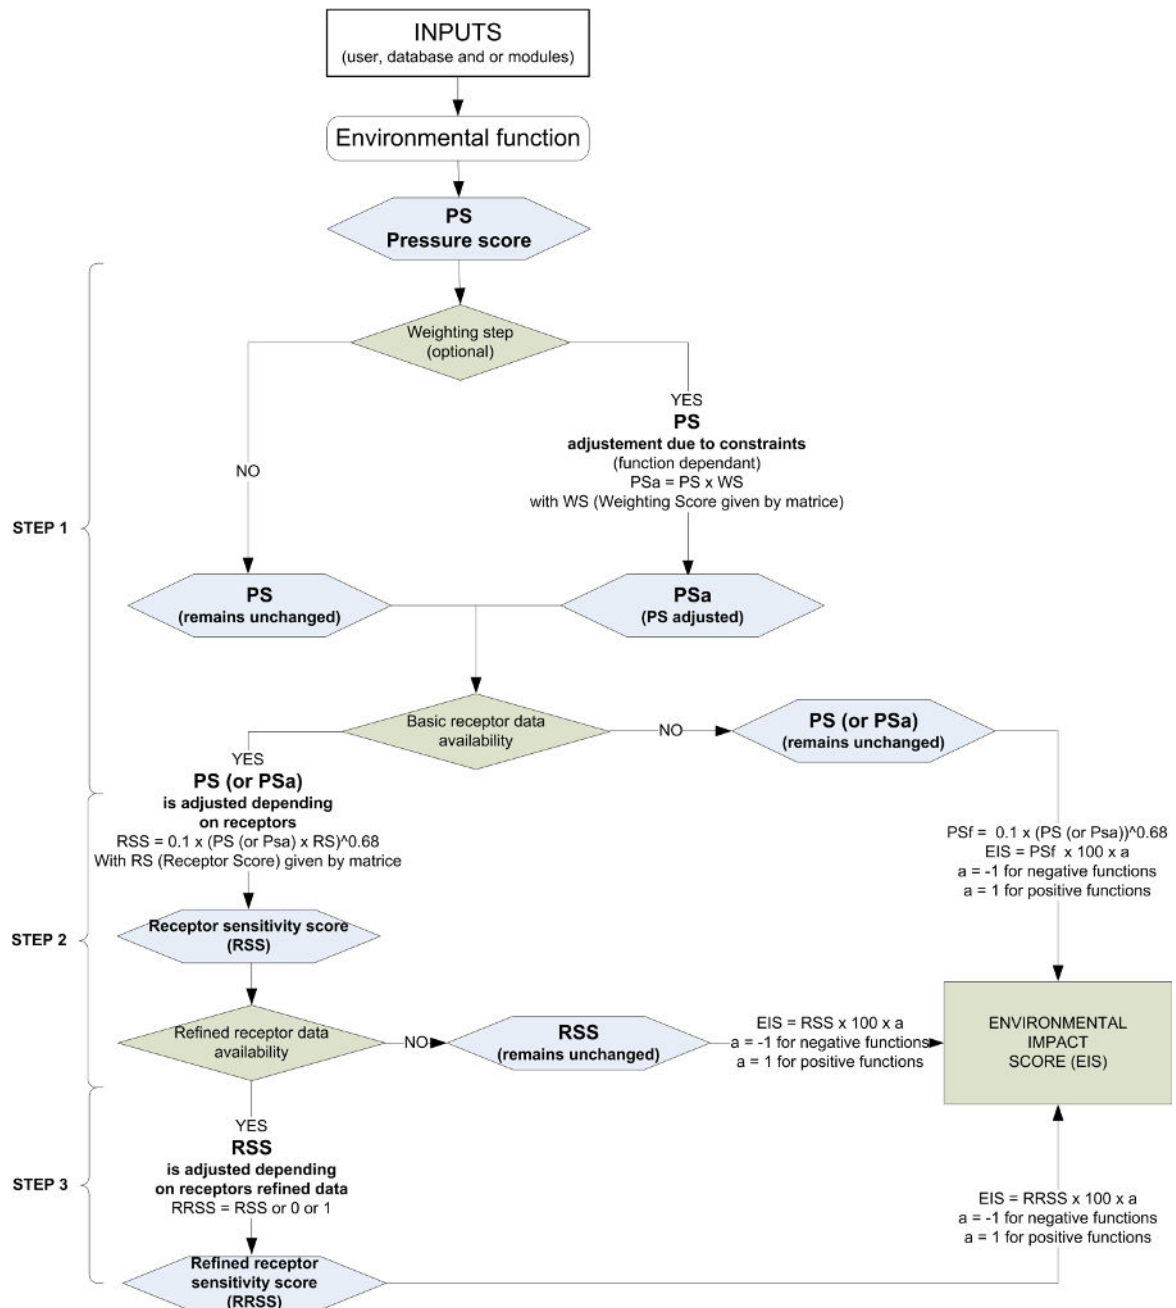 INPUTS
(user, database and or modules)
Environmental function
PS
Pressure score
Weighting step
(optional)
YES
PS
adjustement due to constraints
(function dependant)
PSa = PS x WS
with WS (Weighting Score given by matrice)
NO
STEP 1
PS
(remains unchanged)
PSa
(PS adjusted)
Basic receptor data
availability
NO
PS (or PSa)
(remains unchanged)
YES
PS (or PSa)
is adjusted depending
on receptors
RSS = 0.1 x (PS (or Psa) x RS)^0.68
With RS (Receptor Score) given by matrice
PSf =  0.1 x (PS (or Psa))^0.68
EIS = PSf  x 100 x a
a = -1 for negative functions
a = 1 for positive functions
STEP 2
Receptor sensitivity score
(RSS)
Refined receptor data
availability
NO
RSS
(remains unchanged)
EIS = RSS x 100 x a
a = -1 for negative functions
a = 1 for positive functions
ENVIRONMENTAL
IMPACT
SCORE (EIS)
YES
RSS
is adjusted depending
on receptors refined data
RRSS = RSS or 0 or 1
STEP 3
EIS = RRSS x 100 x a
a = -1 for negative functions
a = 1 for positive functions
Refined receptor
sensitivity score
(RRSS)